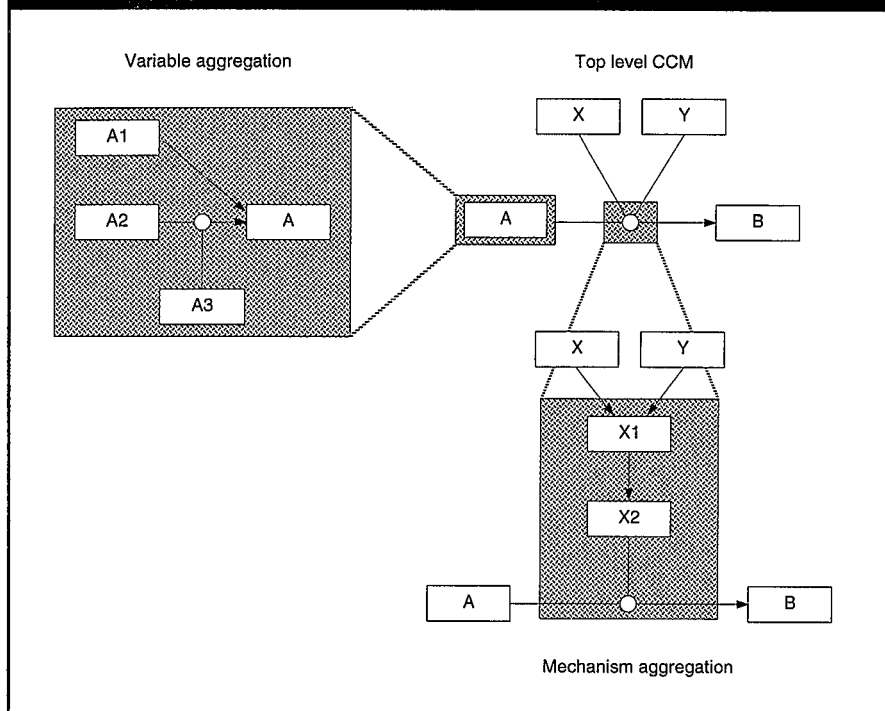 Variable aggregation
Top level CCM
A1
X
Y
A2
A
A
B
A3
X
Y
X1
X2
A
B
Mechanism aggregation